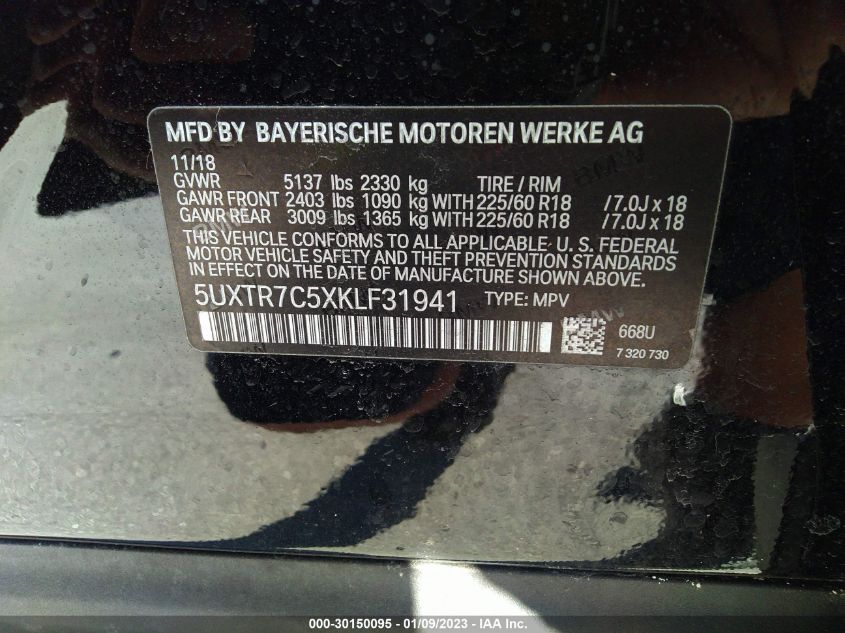 MFD BY BAYERISCHE MOTOREN WERKE AG
11/18
GVWR 5137 lbs 2330 kg TIRE / RIM
GAWR FRONT 2403 lbs 1090 kg WITH 225/60 R18 /7.0J x 18
GAWR REAR 3009 lbs 1365 kg WITH 225/60 R18 /7.0J x 18
THIS VEHICLE CONFORMS TO ALL APPLICABLE U. S. FEDERAL
MOTOR VEHICLE SAFETY AND THEFT PREVENTION STANDARDS
IN EFFECT ON THE DATE OF MANUFACTURE SHOWN ABOVE.
5UXTR7C5XKLF31941 TYPE: MPV
668U
7 320 730
000-30150095 - 01/09/2023 - IAA Inc.